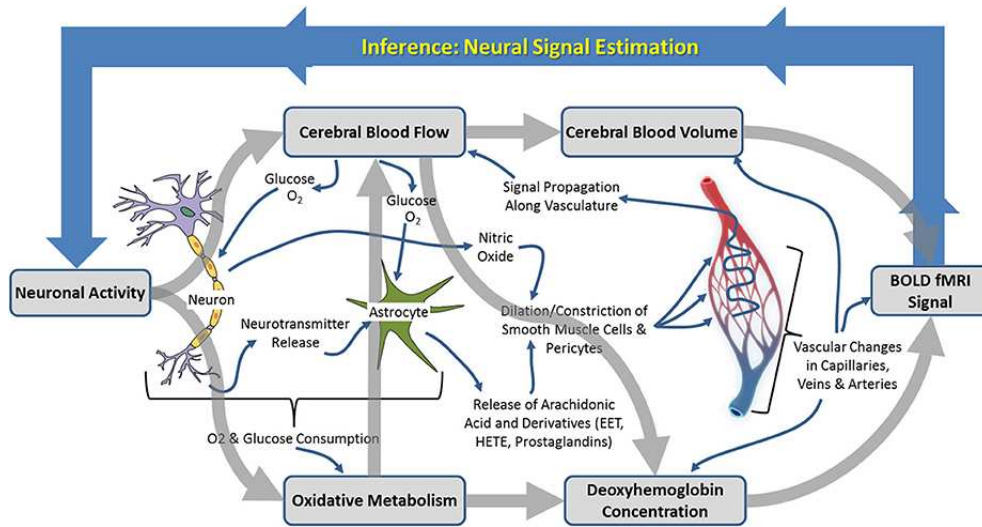 Inference: Neural Signal Estimation
Cerebral Blood Flow
Cerebral Blood Volume
Glucose
O2
Glucose
O2
Signal Propagation
Along Vasculature
Nitric
Oxide
Neuronal Activity
Neuron
Neurotransmitter
Release
Astrocyte
Dilation/Constriction of
Smooth Muscle Cells &
Pericytes
BOLD fMRI
Signal
Vascular Changes
in Capillaries,
Veins & Arteries
Release of Arachidonic
Acid and Derivatives (EET,
HETE, Prostaglandins)
O2 & Glucose Consumption
Oxidative Metabolism
Deoxyhemoglobin
Concentration